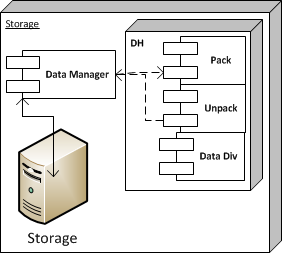 Storage
DH
Pack
Data Manager
Unpack
Data Div
Storage